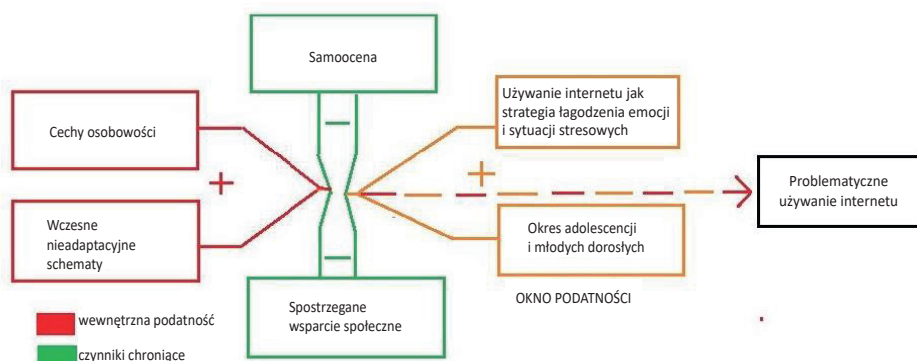 Samoocena
Cechy osobowości
+
Wczesne
nieadaptacyjne
schematy
Używanie internetu jak
strategia łagodzenia emocji
i sytuacji stresowych
+
Okres adolescencji
i młodych dorosłych
OKNO PODATNOŚCI
Problematyczne
używanie internetu
Spostrzegane
wsparcie społeczne
wewnętrzna podatność
czynniki chroniące